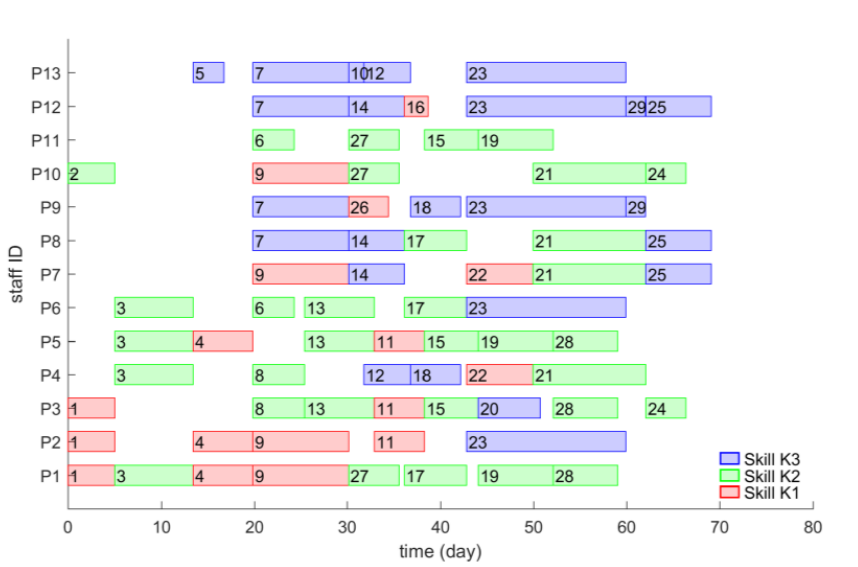 P13 5 7 10 12 23
P12 7 14 16 23 29 25
P11 6 27 15 19
P10 2 9 27 21 24
P9 7 26 18 23 29
P8 7 14 17 21 25
P7 9 14 22 21 25
P6 3 6 13 17 23
P5 3 4 13 11 15 19 28
P4 3 8 12 18 22 21
P3 1 8 13 11 15 20 28 24
P2 1 4 9 11 23
P1 1 3 4 9 27 17 19 28
staff ID
Skill K3
Skill K2
Skill K1
0 10 20 30 40 50 60 70 80
time (day)